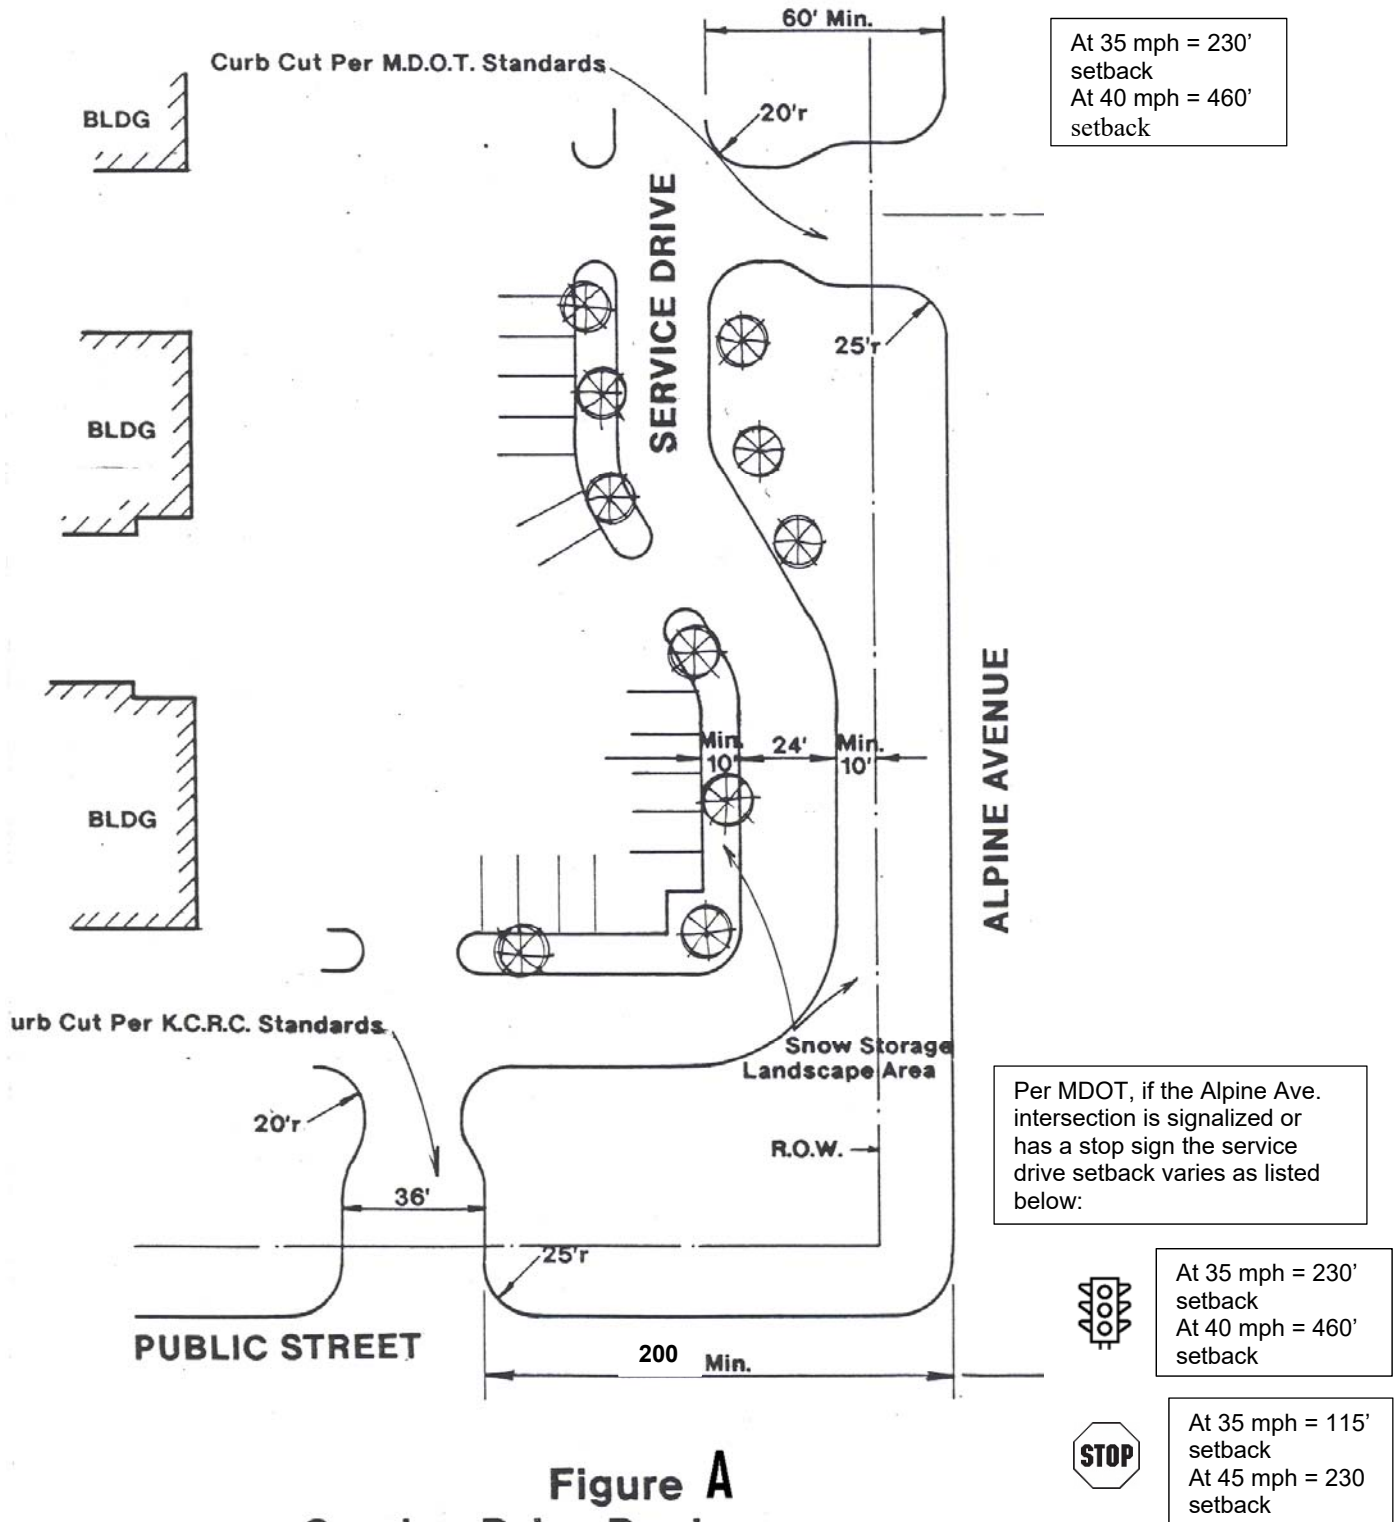 60' Min.
At 35 mph = 230'
setback
At 40 mph = 460'
setback
Curb Cut Per M.D.O.T. Standards
BLDG
20'r
SERVICE DRIVE
25'r
BLDG
ALPINE AVENUE
Min.
10'
24'
Min.
10'
BLDG
urb Cut Per K.C.R.C. Standards
Snow Storage
Landscape Area
Per MDOT, if the Alpine Ave.
intersection is signalized or
has a stop sign the service
drive setback varies as listed
below:
20'r
R.O.W.
36'
25'r
At 35 mph = 230'
setback
At 40 mph = 460'
setback
PUBLIC STREET
200 Min.
STOP
At 35 mph = 115'
setback
At 45 mph = 230
setback
Figure A